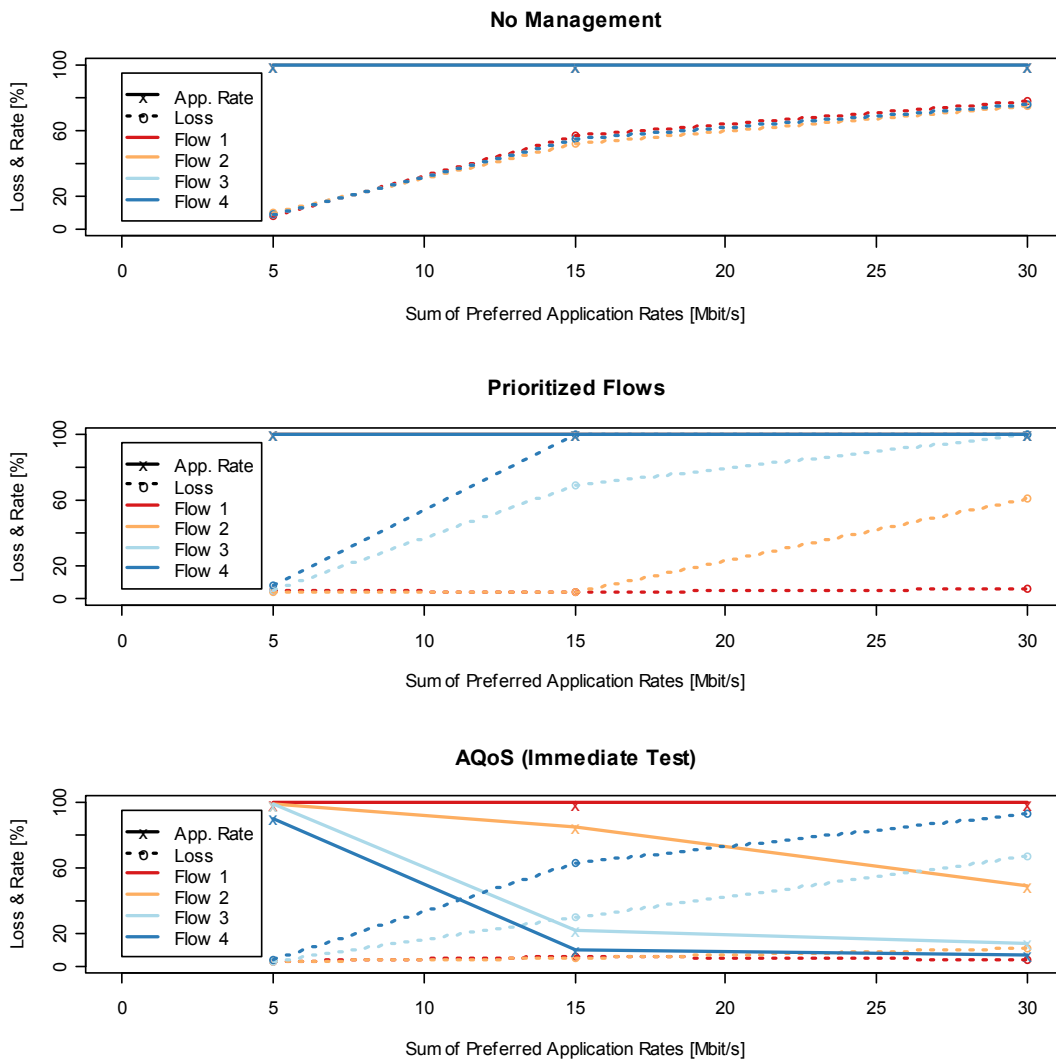 No Management
Loss & Rate [%]
100
60
20
0
App. Rate
Loss
Flow 1
Flow 2
Flow 3
Flow 4
0 5 10 15 20 25 30
Sum of Preferred Application Rates [Mbit/s]
Prioritized Flows
Loss & Rate [%]
100
60
20
0
App. Rate
Loss
Flow 1
Flow 2
Flow 3
Flow 4
0 5 10 15 20 25 30
Sum of Preferred Application Rates [Mbit/s]
AQoS (Immediate Test)
Loss & Rate [%]
100
60
20
0
App. Rate
Loss
Flow 1
Flow 2
Flow 3
Flow 4
0 5 10 15 20 25 30
Sum of Preferred Application Rates [Mbit/s]